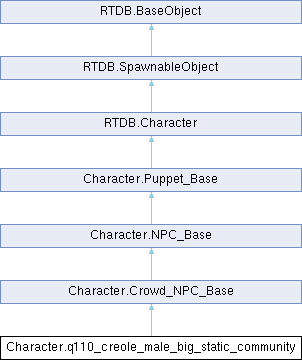 RTDB.BaseObject
RTDB.SpawnableObject
RTDB.Character
Character.Puppet_Base
Character.NPC_Base
Character.Crowd_NPC_Base
Character.q110_creole_male_big_static_community